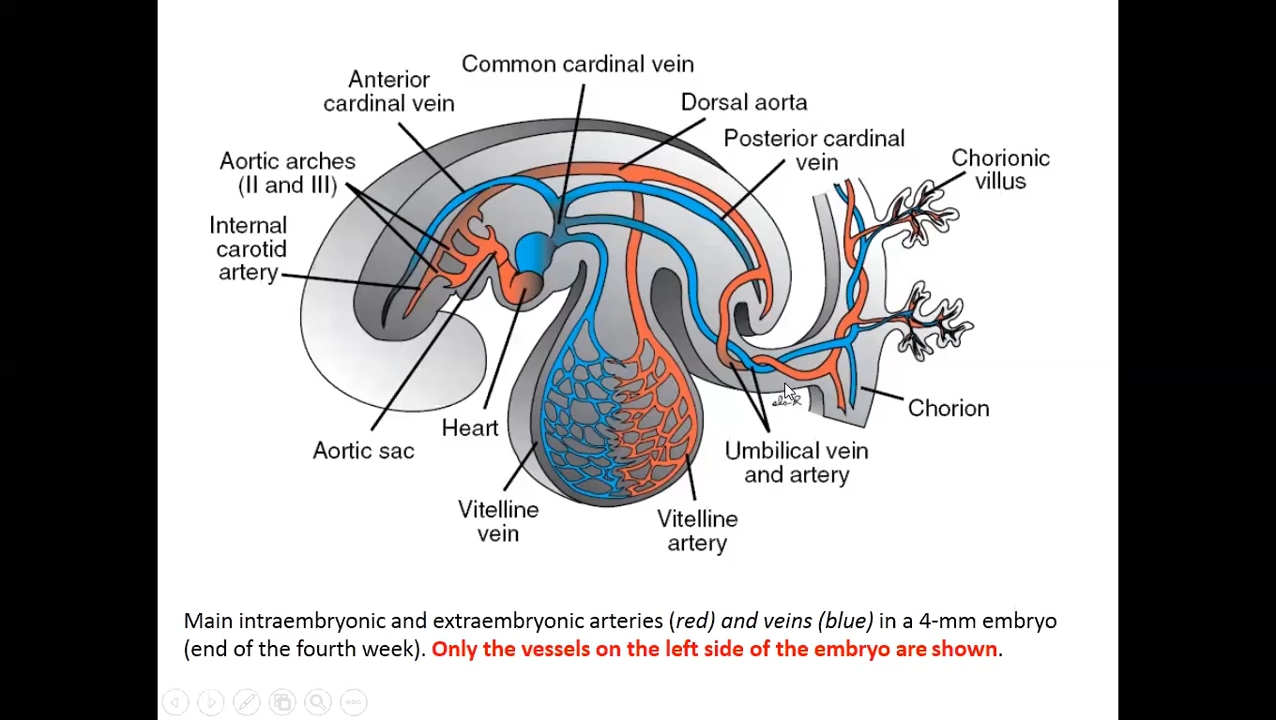 Common cardinal vein
Anterior
cardinal vein
Dorsal aorta
Posterior cardinal
vein
Aortic arches
(II and III)
Chorionic
villus
Internal
carotid
artery
Chorion
Heart
Aortic sac
Umbilical vein
and artery
Vitelline
vein
Vitelline
artery
Main intraembryonic and extraembryonic arteries (red) and veins (blue) in a 4-mm embryo
(end of the fourth week). Only the vessels on the left side of the embryo are shown.